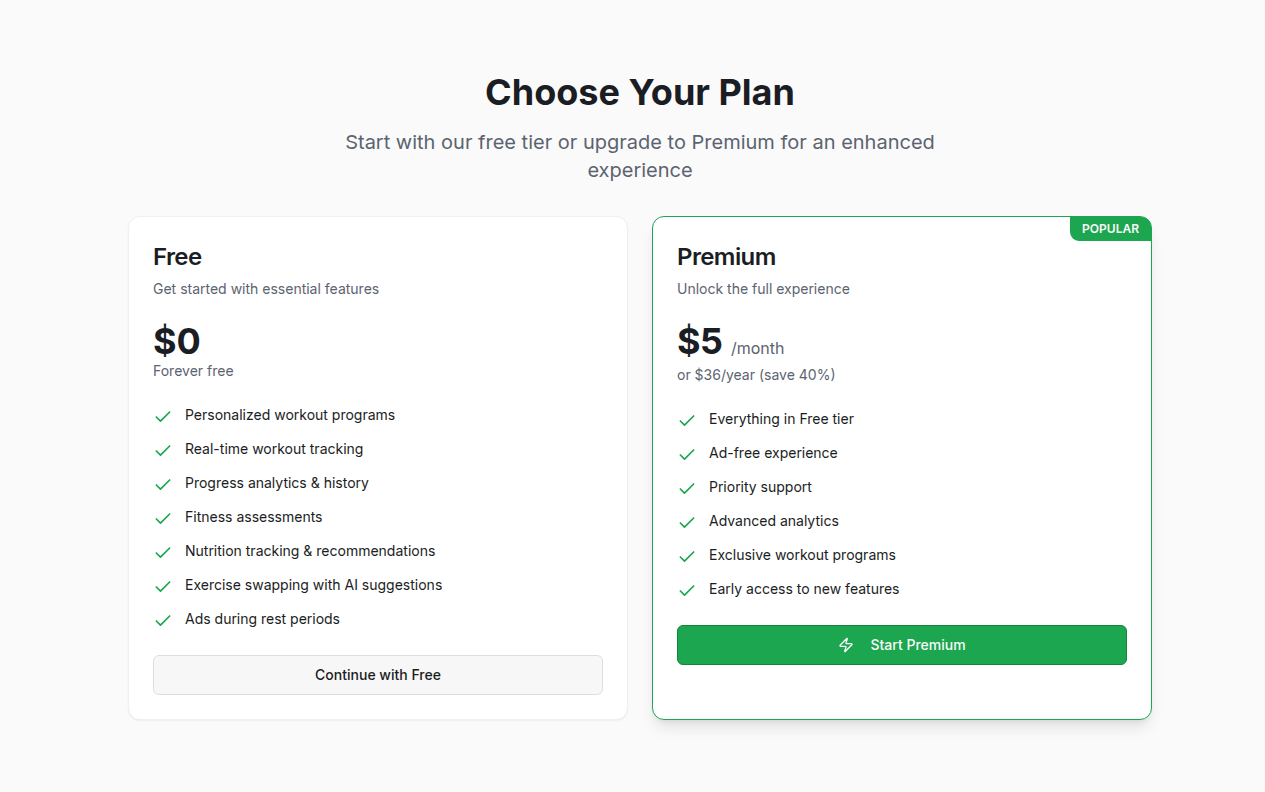 Choose Your Plan
Start with our free tier or upgrade to Premium for an enhanced
experience
Free
Get started with essential features
$0
Forever free
Personalized workout programs
Real-time workout tracking
Progress analytics & history
Fitness assessments
Nutrition tracking & recommendations
Exercise swapping with AI suggestions
Ads during rest periods
Continue with Free
POPULAR
Premium
Unlock the full experience
$5 /month
or $36/year (save 40%)
Everything in Free tier
Ad-free experience
Priority support
Advanced analytics
Exclusive workout programs
Early access to new features
Start Premium